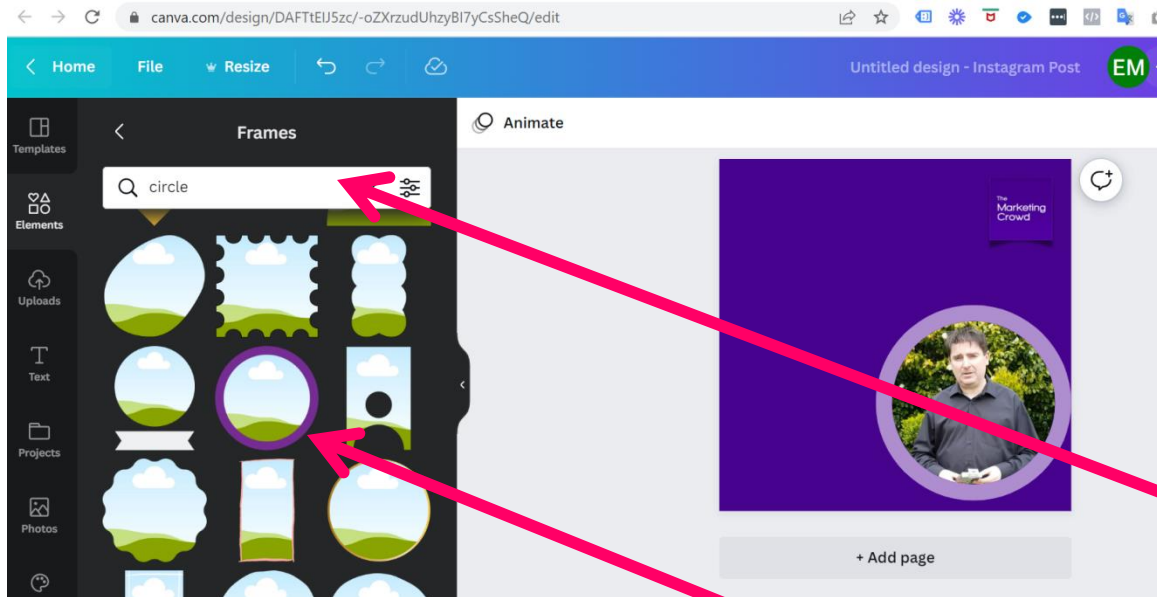 canva.com/design/DAFTtEIJ5zc/-oZXrzudUhzyBI7yCsSheQ/edit
Home File Resize
Untitled design - Instagram Post
EM
Templates
Elements
Uploads
Text
Projects
Photos
Frames
circle
Animate
The
Marketing
Crowd
+ Add page